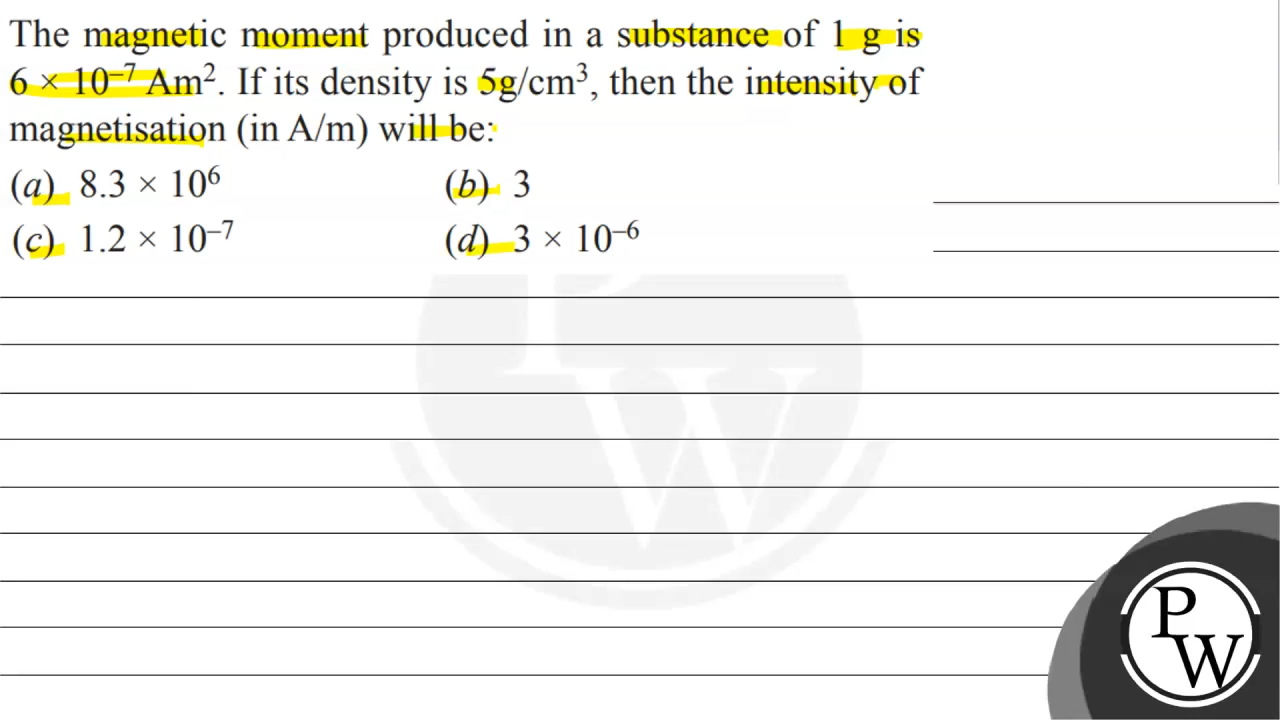 The magnetic moment produced in a substance of 1 g is
6 × 10⁻⁷ Am². If its density is 5g/cm³, then the intensity of
magnetisation (in A/m) will be:
(a) 8.3 × 10⁶ (b) 3
(c) 1.2 × 10⁻⁷ (d) 3 × 10⁻⁶
W
P
W